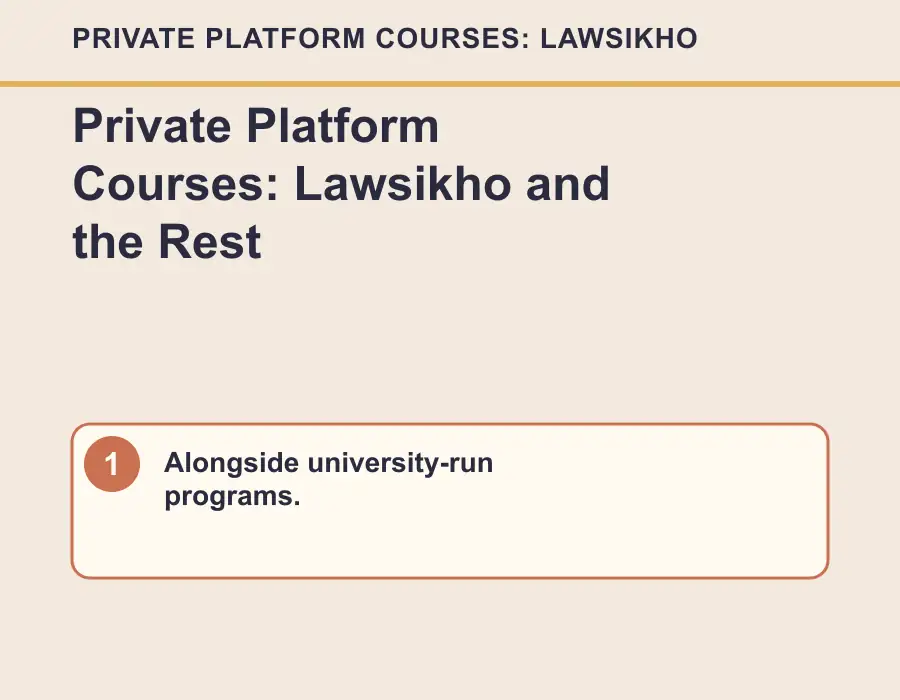 PRIVATE PLATFORM COURSES: LAWSIKHO
Private Platform
Courses: Lawsikho and
the Rest
1
Alongside university-run
programs.